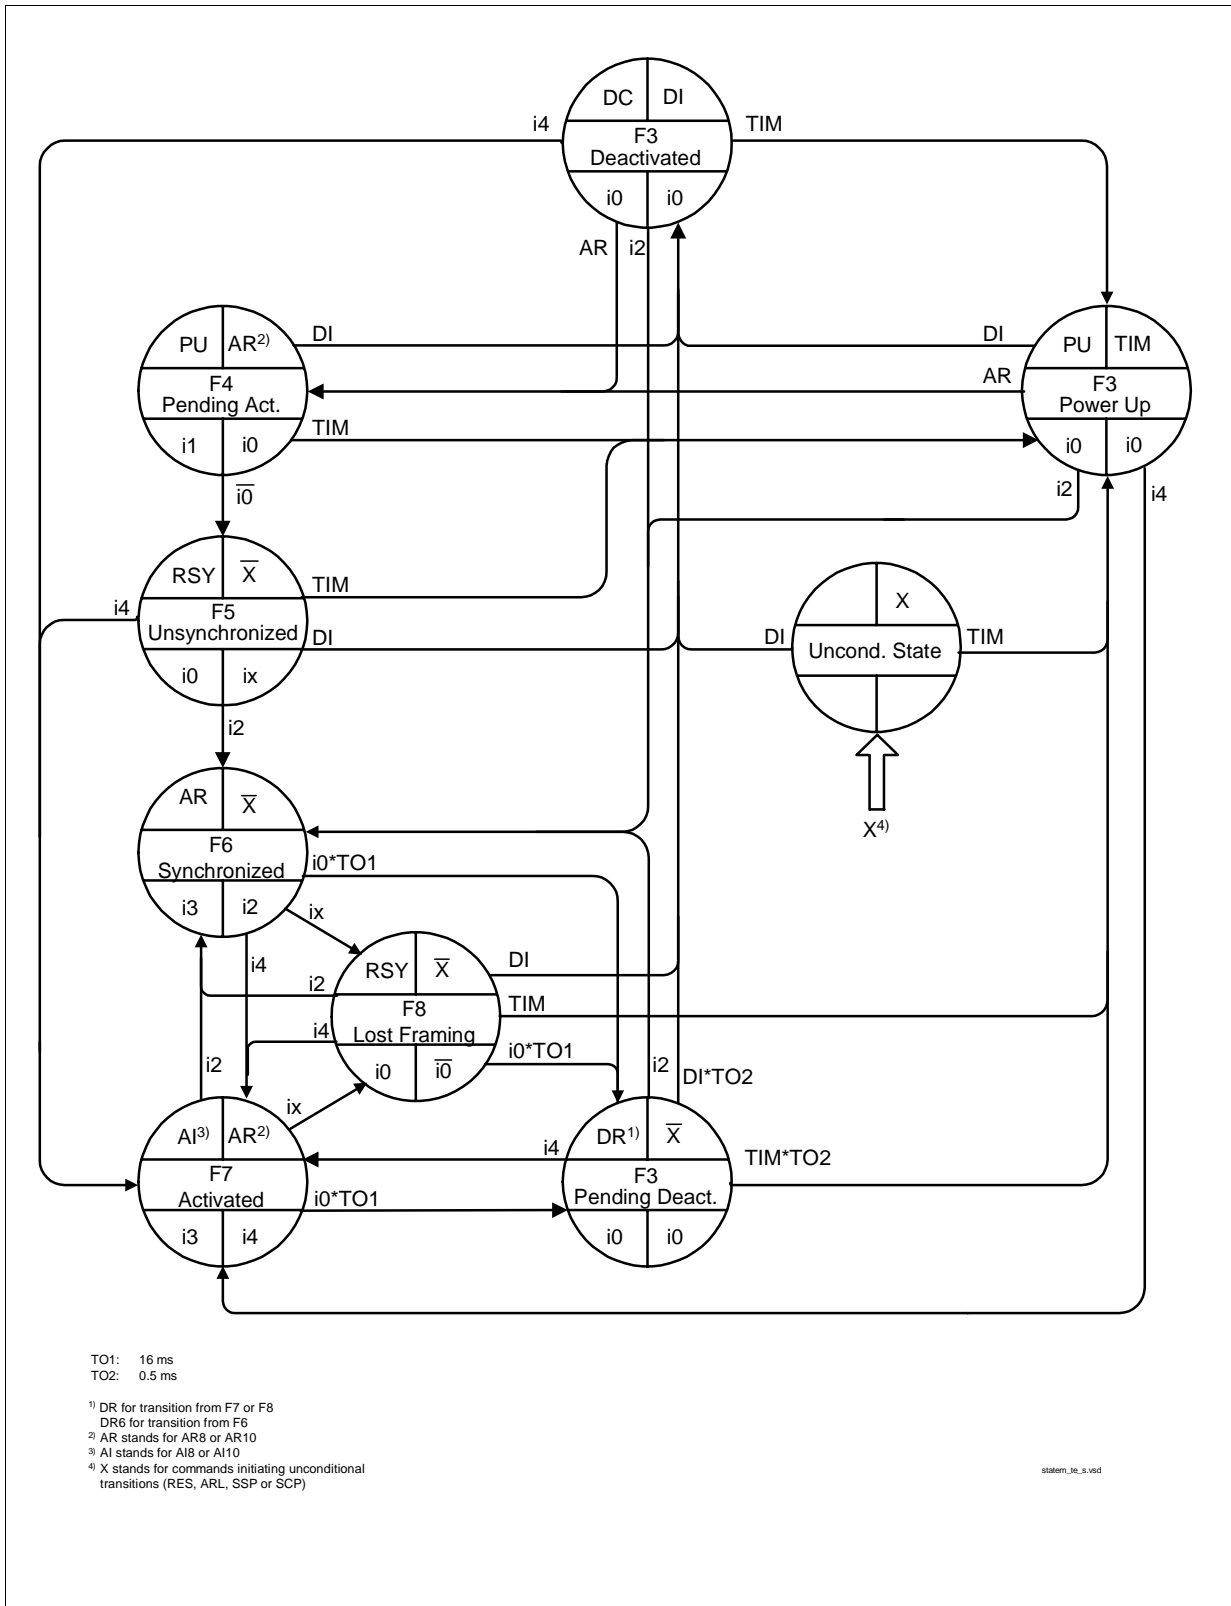 DC DI
i4 TIM
F3
Deactivated
i0 i0
AR i2
PU AR2) DI
F4
Pending Act.
i1 i0 TIM
i0
DI PU TIM
AR F3
Power Up
i0 i0
i2 i4
RSY X
TIM
i4 F5
Unsynchronized
DI
i0 ix
i2
X
DI Uncond. State TIM
X4)
AR X
F6
Synchronized
i0*TO1
i3 i2
ix
i4
RSY X DI
i2 TIM
F8
i4 Lost Framing
i0*TO1
i0 i0
i2 ix
i2 DI*TO2
AI3) AR2)
F7
Activated
i0*TO1
i3 i4
i4 DR1) X
F3
TIM*TO2
Pending Deact.
i0 i0
TO1: 16 ms
TO2: 0.5 ms
1) DR for transition from F7 or F8
DR6 for transition from F6
2) AR stands for AR8 or AR10
3) AI stands for AI8 or AI10
4) X stands for commands initiating unconditional
transitions (RES, ARL, SSP or SCP)
statem_te_s.vsd